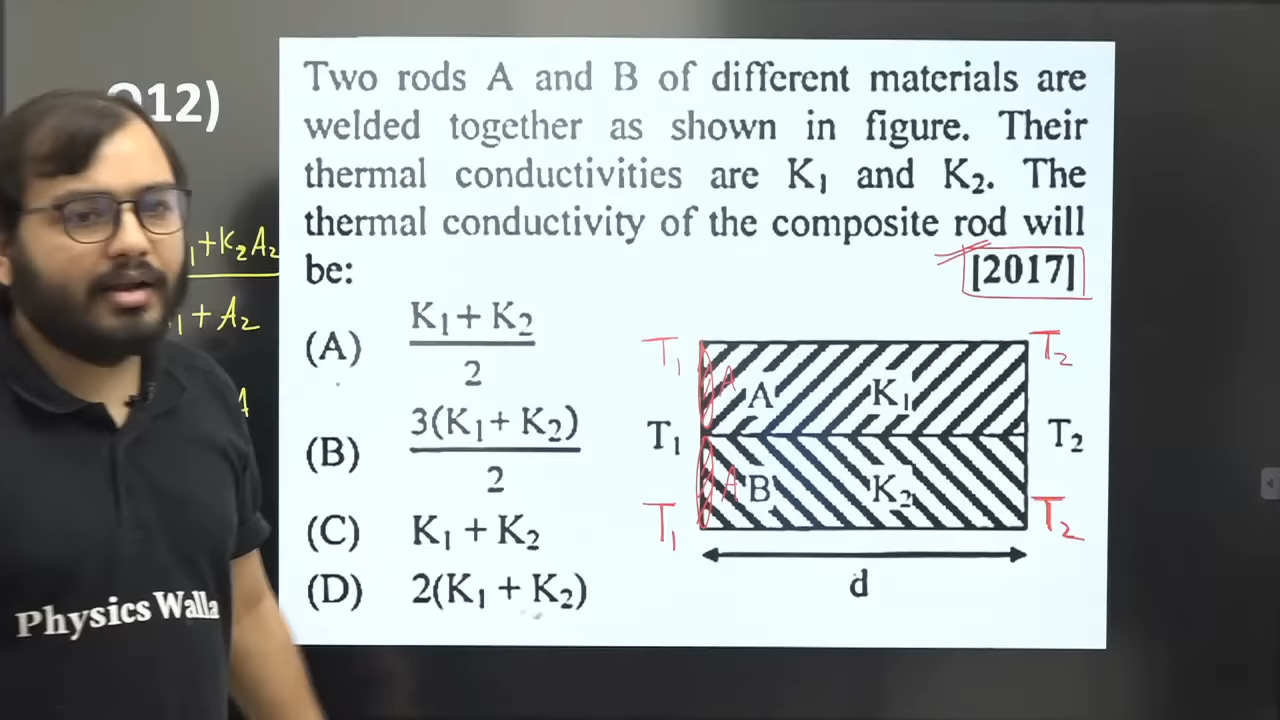 Q12)
Two rods A and B of different materials are
welded together as shown in figure. Their
thermal conductivities are K₁ and K₂. The
thermal conductivity of the composite rod will
be:
[2017]
(A) K₁ + K₂
2
(B) 3(K₁ + K₂)
2
(C) K₁ + K₂
(D) 2(K₁ + K₂)
T₁ T₂
A A K₁
T₁ T₂
A B K₂
T₁ T₂
d
₁+K₂A₂
₁ + A₂
A
Physics Walla